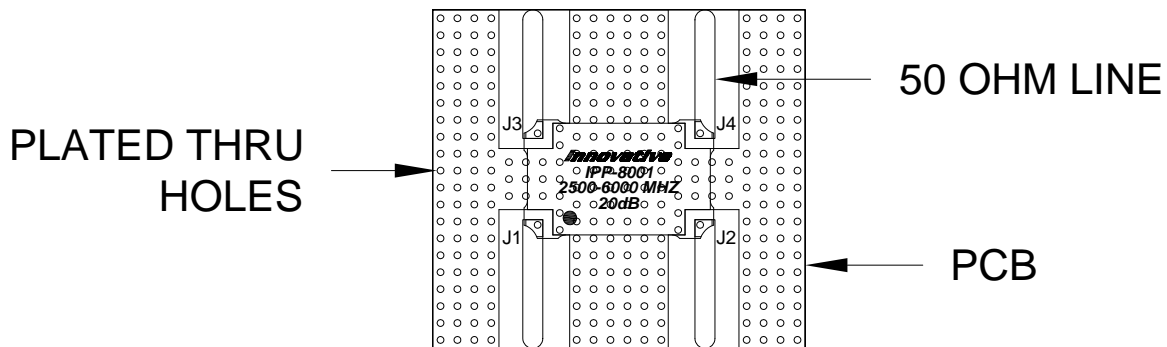 50 OHM LINE
J3
J4
PLATED THRU
HOLES
Innovative
IPP-8001
2500-6000 MHZ
20dB
J1
J2
PCB